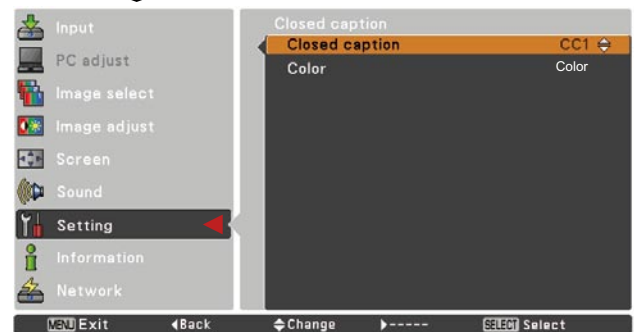 Input
PC adjust
Image select
Image adjust
Screen
Sound
Setting
Information
Network
Closed caption
Closed caption CC1
Color Color
MENU Exit Back Change ----- SELECT Select